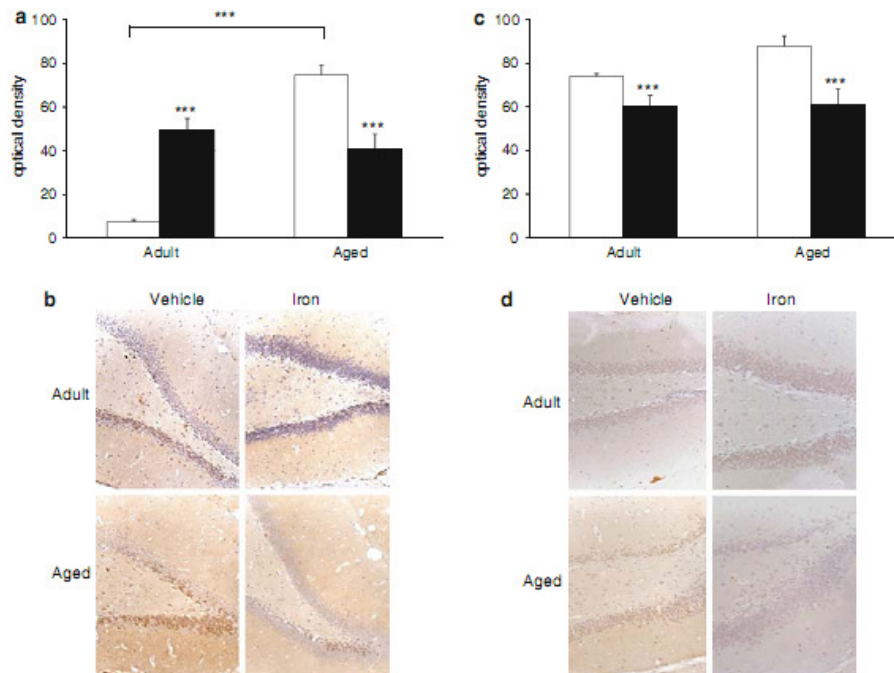 a
***
optical density
100
80
60
40
20
0
***
***
Adult
Aged
c
optical density
100
80
60
40
20
0
***
***
Adult
Aged
b
Vehicle
Iron
Adult
Aged
d
Vehicle
Iron
Adult
Aged